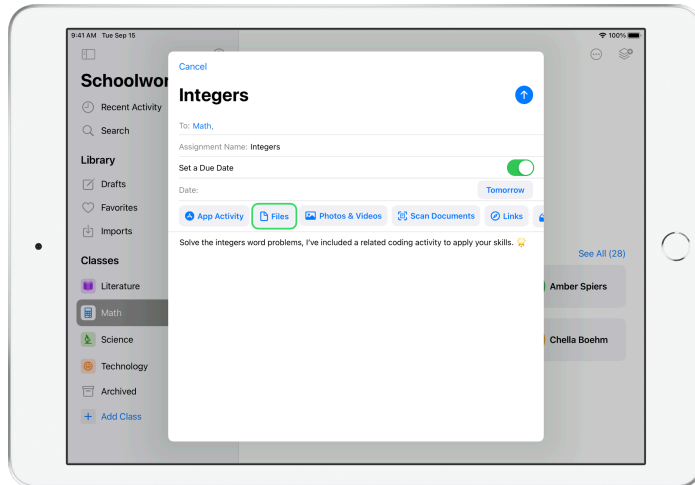 9:41 AM Tue Sep 15
100%
Schoolwor
Recent Activity
Search
Library
Drafts
Favorites
Imports
Classes
Literature
Math
Science
Technology
Archived
Add Class
Cancel
Integers
To: Math,
Assignment Name: Integers
Set a Due Date
Date: Tomorrow
App Activity Files Photos & Videos Scan Documents Links
Solve the integers word problems, I've included a related coding activity to apply your skills.
See All (28)
Amber Spiers
Chella Boehm